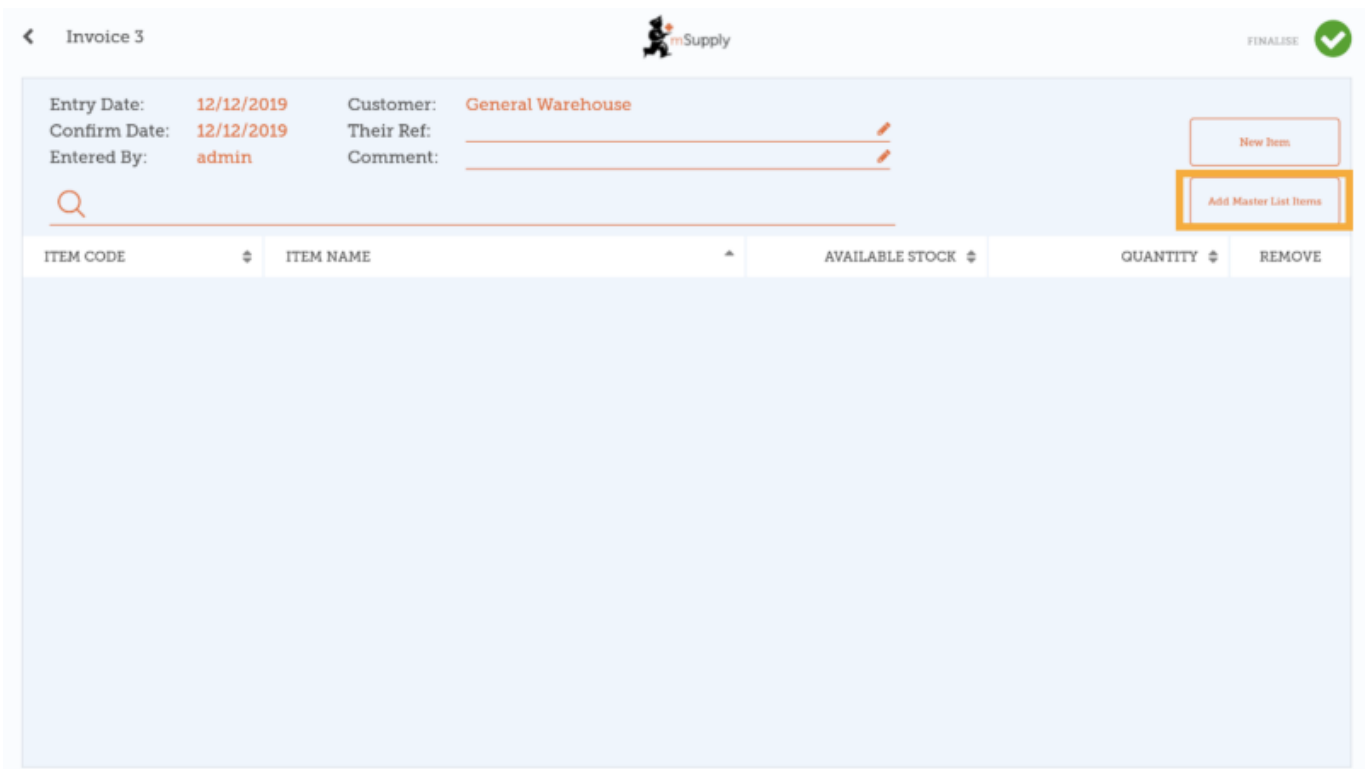 Invoice 3
mSupply
FINALISE
Entry Date: 12/12/2019 Customer: General Warehouse
Confirm Date: 12/12/2019 Their Ref:
Entered By: admin Comment:
New Item
Add Master List Items
ITEM CODE ITEM NAME AVAILABLE STOCK QUANTITY REMOVE